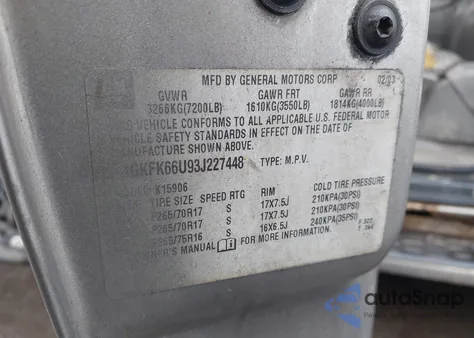 MFD BY GENERAL MOTORS CORP 02/03
GVWR GAWR FRT GAWR RR
3266KG(7200LB) 1610KG(3550LB) 1814KG(4000LB)
VEHICLE CONFORMS TO ALL APPLICABLE U.S. FEDERAL MOTOR
VEHICLE SAFETY STANDARDS IN EFFECT ON THE DATE OF
MANUFACTURE SHOWN ABOVE.
GKFK66U93J227448 TYPE: M.P.V.
K15906
TIRE SIZE SPEED RTG RIM COLD TIRE PRESSURE
P265/70R17 S 17X7.5J 210KPA(30PSI)
P265/70R17 S 17X7.5J 210KPA(30PSI)
265/75R16 S 16X6.5J 240KPA(35PSI)
OWNER'S MANUAL FOR MORE INFORMATION.
autoSnap